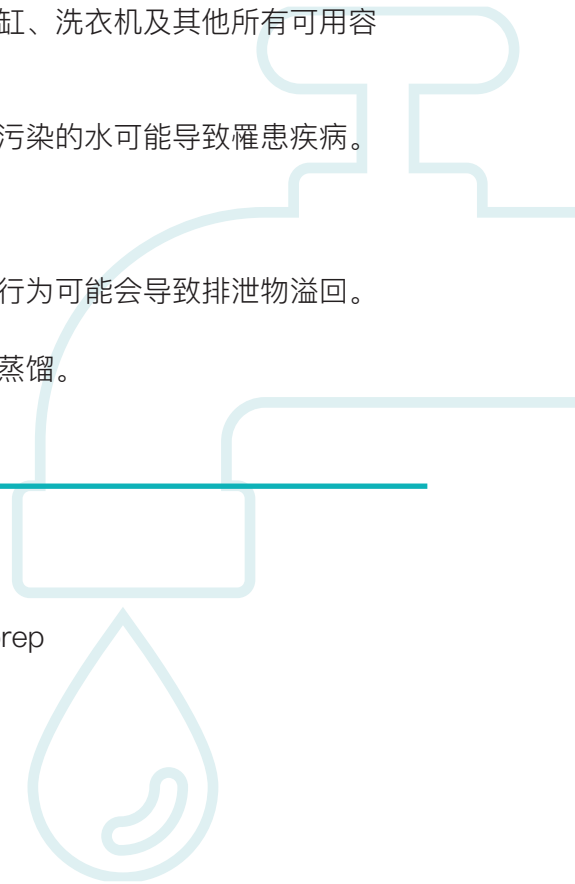 缸、洗衣机及其他所有可用容
污染的水可能导致罹患疾病。
行为可能会导致排泄物溢回。
蒸馏。
rep